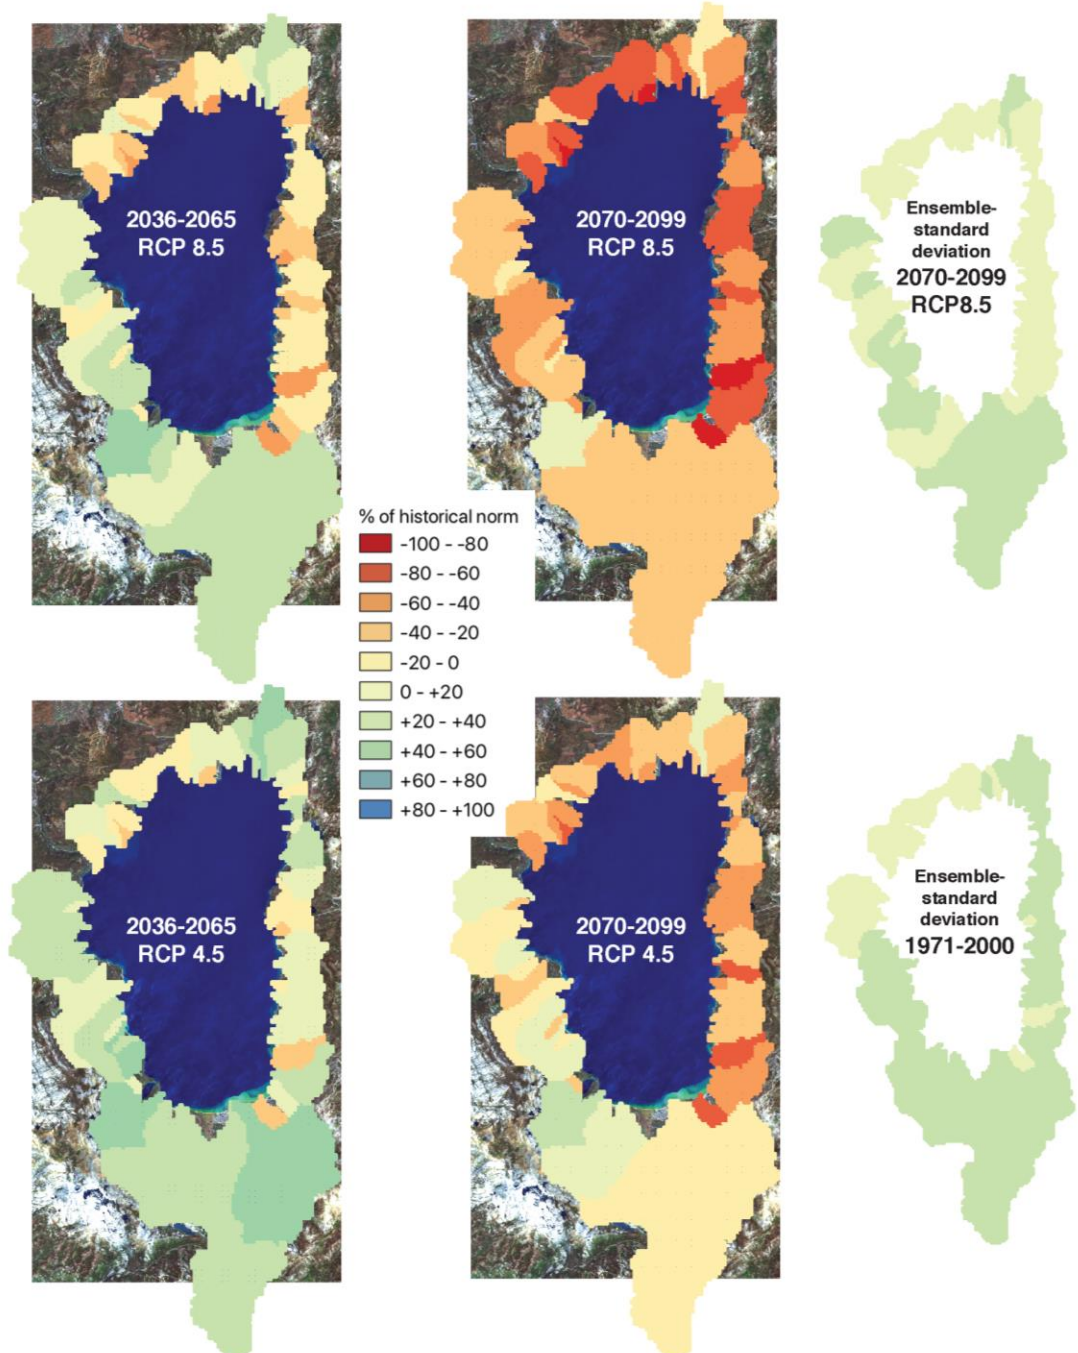 2036-2065
RCP 8.5
2070-2099
RCP 8.5
Ensemble-
standard
deviation
2070-2099
RCP8.5
% of historical norm
-100 - -80
-80 - -60
-60 - -40
-40 - -20
-20 - 0
0 - +20
+20 - +40
+40 - +60
+60 - +80
+80 - +100
2036-2065
RCP 4.5
2070-2099
RCP 4.5
Ensemble-
standard
deviation
1971-2000